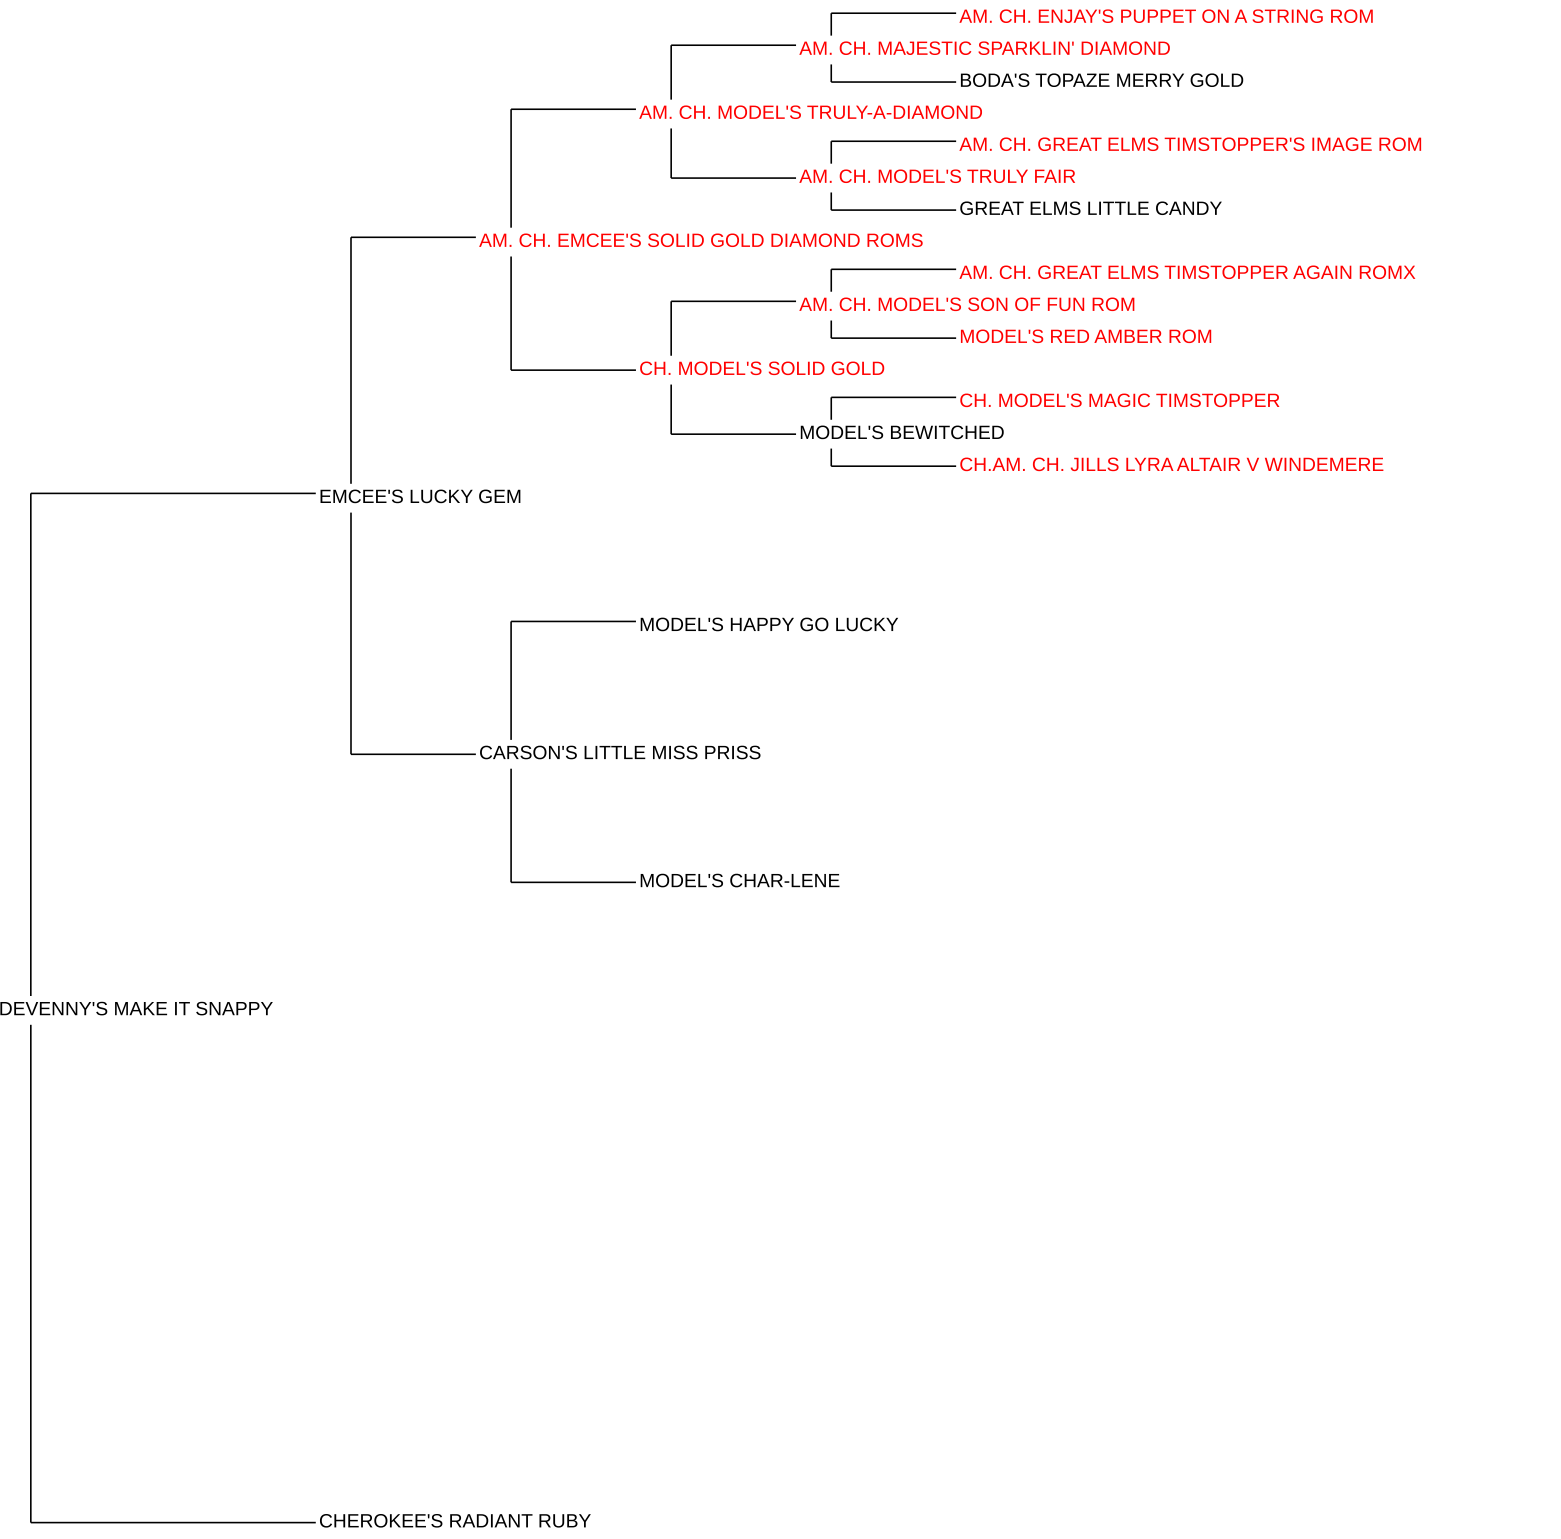 AM. CH. ENJAY'S PUPPET ON A STRING ROM
AM. CH. MAJESTIC SPARKLIN' DIAMOND
BODA'S TOPAZE MERRY GOLD
AM. CH. MODEL'S TRULY-A-DIAMOND
AM. CH. GREAT ELMS TIMSTOPPER'S IMAGE ROM
AM. CH. MODEL'S TRULY FAIR
GREAT ELMS LITTLE CANDY
AM. CH. EMCEE'S SOLID GOLD DIAMOND ROMS
AM. CH. GREAT ELMS TIMSTOPPER AGAIN ROMX
AM. CH. MODEL'S SON OF FUN ROM
MODEL'S RED AMBER ROM
CH. MODEL'S SOLID GOLD
CH. MODEL'S MAGIC TIMSTOPPER
MODEL'S BEWITCHED
CH.AM. CH. JILLS LYRA ALTAIR V WINDEMERE
EMCEE'S LUCKY GEM
MODEL'S HAPPY GO LUCKY
CARSON'S LITTLE MISS PRISS
MODEL'S CHAR-LENE
DEVENNY'S MAKE IT SNAPPY
CHEROKEE'S RADIANT RUBY